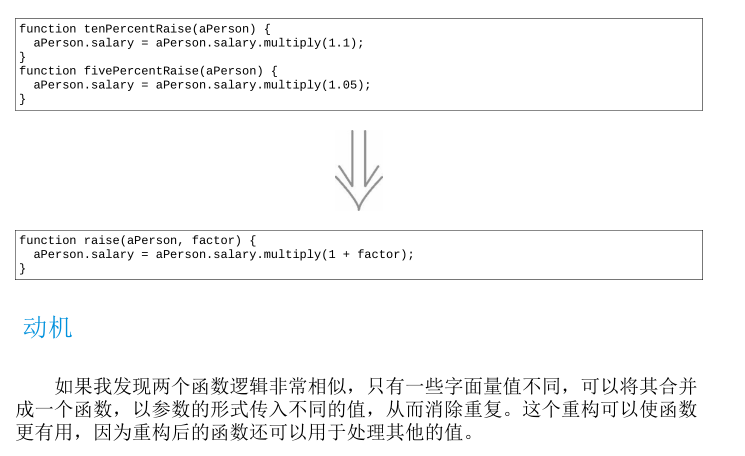 function tenPercentRaise(aPerson) {
  aPerson.salary = aPerson.salary.multiply(1.1);
}
function fivePercentRaise(aPerson) {
  aPerson.salary = aPerson.salary.multiply(1.05);
}
function raise(aPerson, factor) {
  aPerson.salary = aPerson.salary.multiply(1 + factor);
}
动机
如果我发现两个函数逻辑非常相似，只有一些字面量值不同，可以将其合并
成一个函数，以参数的形式传入不同的值，从而消除重复。这个重构可以使函数
更有用，因为重构后的函数还可以用于处理其他的值。